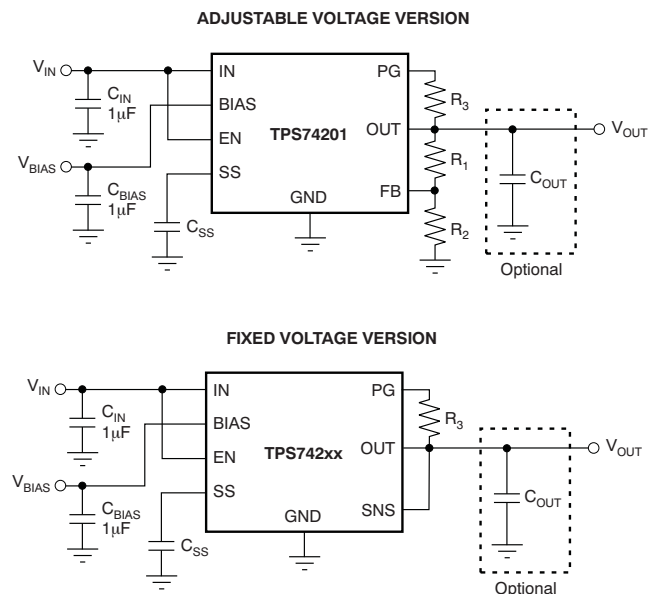 ADJUSTABLE VOLTAGE VERSION
V_IN
IN
PG
C_IN
1μF
BIAS
R_3
EN
TPS74201
OUT
V_OUT
V_BIAS
R_1
SS
C_OUT
C_BIAS
1μF
GND
FB
C_SS
R_2
Optional
FIXED VOLTAGE VERSION
V_IN
IN
PG
C_IN
1μF
BIAS
R_3
EN
TPS742xx
OUT
V_OUT
V_BIAS
SS
C_OUT
C_BIAS
1μF
GND
SNS
C_SS
Optional